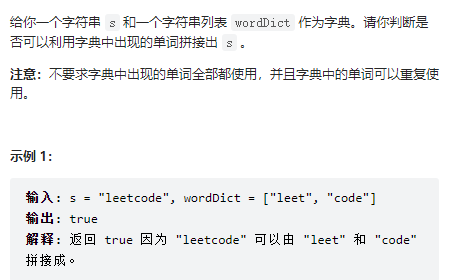 给你一个字符串 s 和一个字符串列表 wordDict 作为字典。请你判断是
否可以利用字典中出现的单词拼接出 s 。
注意：不要求字典中出现的单词全部都使用，并且字典中的单词可以重复使
用。
示例 1：
输入: s = "leetcode", wordDict = ["leet", "code"]
输出: true
解释: 返回 true 因为 "leetcode" 可以由 "leet" 和 "code"
拼接成。